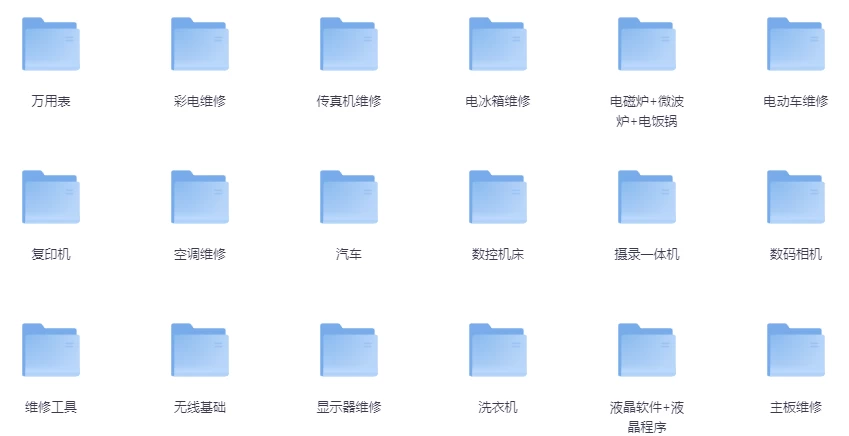 万用表
彩电维修
传真机维修
电冰箱维修
电磁炉+微波
炉+电饭锅
电动车维修
复印机
空调维修
汽车
数控机床
摄录一体机
数码相机
维修工具
无线基础
显示器维修
洗衣机
液晶软件+液
晶程序
主板维修